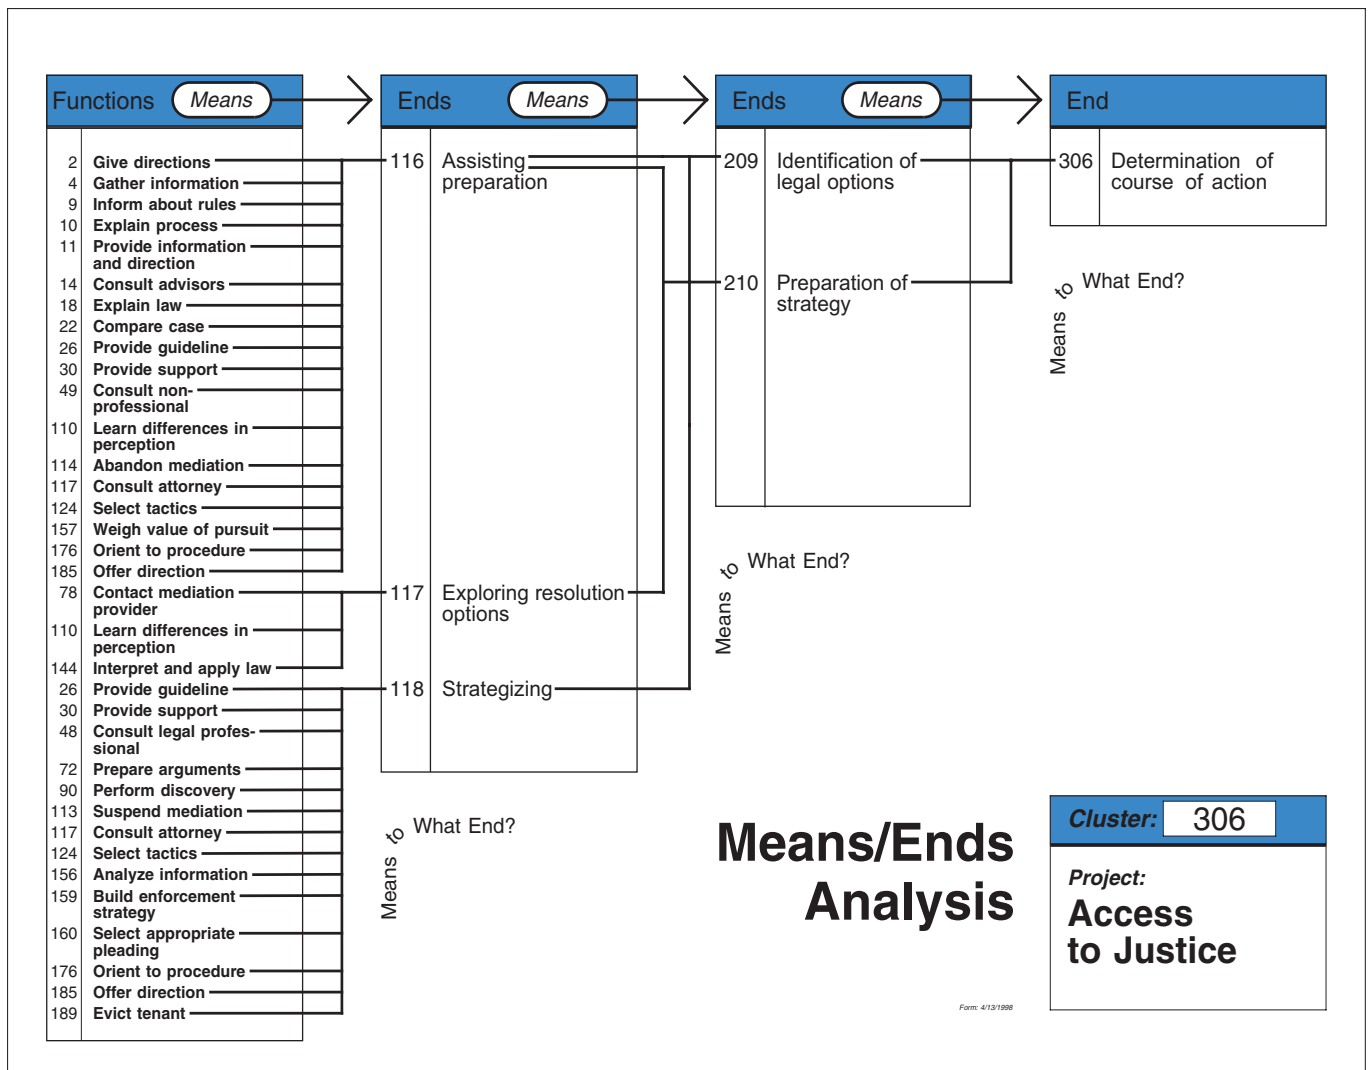 Functions Means
Ends Means
Ends Means
End
2 Give directions
4 Gather information
9 Inform about rules
10 Explain process
11 Provide information
and direction
14 Consult advisors
18 Explain law
22 Compare case
26 Provide guideline
30 Provide support
49 Consult non-
professional
110 Learn differences in
perception
114 Abandon mediation
117 Consult attorney
124 Select tactics
157 Weigh value of pursuit
176 Orient to procedure
185 Offer direction
78 Contact mediation
provider
110 Learn differences in
perception
144 Interpret and apply law
26 Provide guideline
30 Provide support
48 Consult legal profes-
sional
72 Prepare arguments
90 Perform discovery
113 Suspend mediation
117 Consult attorney
124 Select tactics
156 Analyze information
159 Build enforcement
strategy
160 Select appropriate
pleading
176 Orient to procedure
185 Offer direction
189 Evict tenant
116 Assisting
preparation
117 Exploring resolution
options
118 Strategizing
Means to What End?
209 Identification of
legal options
210 Preparation of
strategy
Means to What End?
306 Determination of
course of action
Means to What End?
Means/Ends
Analysis
Form: 4/13/1998
Cluster: 306
Project:
Access
to Justice